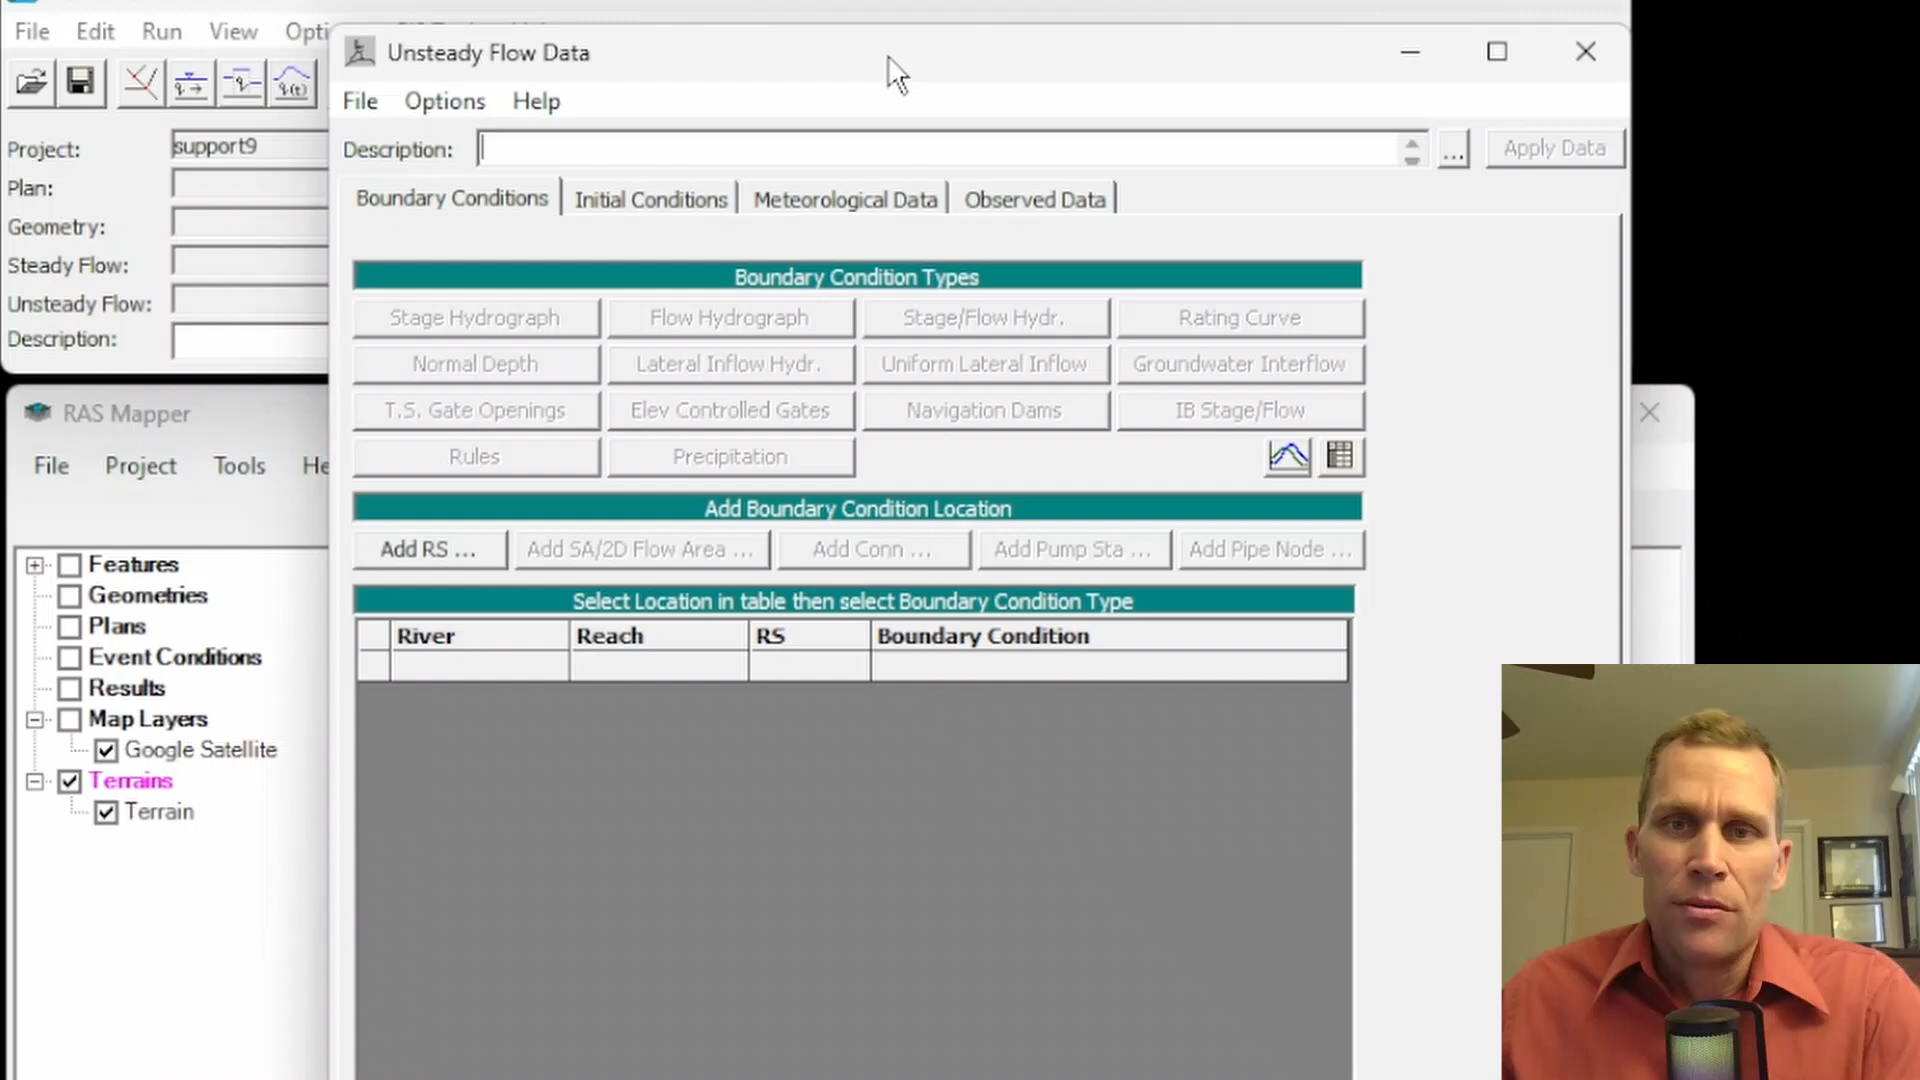 File Edit Run View Opti
Project: support9
Plan:
Geometry:
Steady Flow:
Unsteady Flow:
Description:
RAS Mapper
File Project Tools He
Features
Geometries
Plans
Event Conditions
Results
Map Layers
Google Satellite
Terrains
Terrain
Unsteady Flow Data
File Options Help
Description: ... Apply Data
Boundary Conditions Initial Conditions Meteorological Data Observed Data
Boundary Condition Types
Stage Hydrograph Flow Hydrograph Stage/Flow Hydr. Rating Curve
Normal Depth Lateral Inflow Hydr. Uniform Lateral Inflow Groundwater Interflow
T.S. Gate Openings Elev Controlled Gates Navigation Dams IB Stage/Flow
Rules Precipitation
Add Boundary Condition Location
Add RS ... Add SA/2D Flow Area ... Add Conn ... Add Pump Sta ... Add Pipe Node ...
Select Location in table then select Boundary Condition Type
River Reach RS Boundary Condition